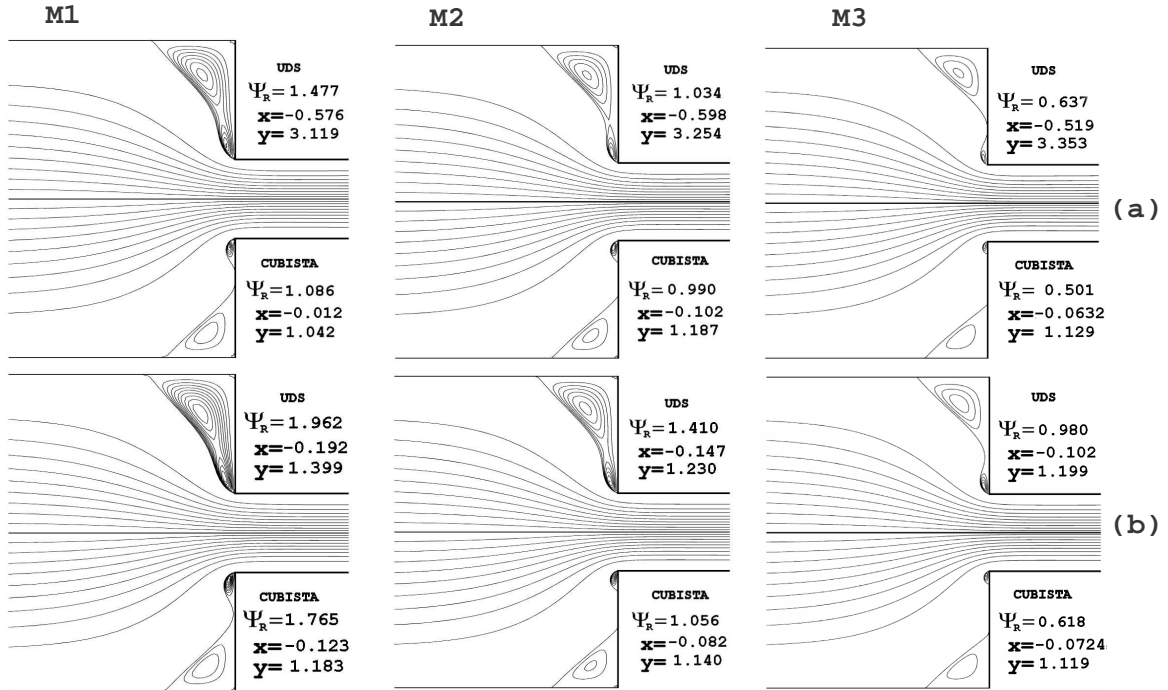 M1
M2
M3
UDS
Ψ_R=1.477
x=-0.576
y=3.119
UDS
Ψ_R=1.034
x=-0.598
y=3.254
UDS
Ψ_R=0.637
x=-0.519
y=3.353
(a)
CUBISTA
Ψ_R=1.086
x=-0.012
y=1.042
CUBISTA
Ψ_R=0.990
x=-0.102
y=1.187
CUBISTA
Ψ_R=0.501
x=-0.0632
y=1.129
UDS
Ψ_R=1.962
x=-0.192
y=1.399
UDS
Ψ_R=1.410
x=-0.147
y=1.230
UDS
Ψ_R=0.980
x=-0.102
y=1.199
(b)
CUBISTA
Ψ_R=1.765
x=-0.123
y=1.183
CUBISTA
Ψ_R=1.056
x=-0.082
y=1.140
CUBISTA
Ψ_R=0.618
x=-0.0724
y=1.119